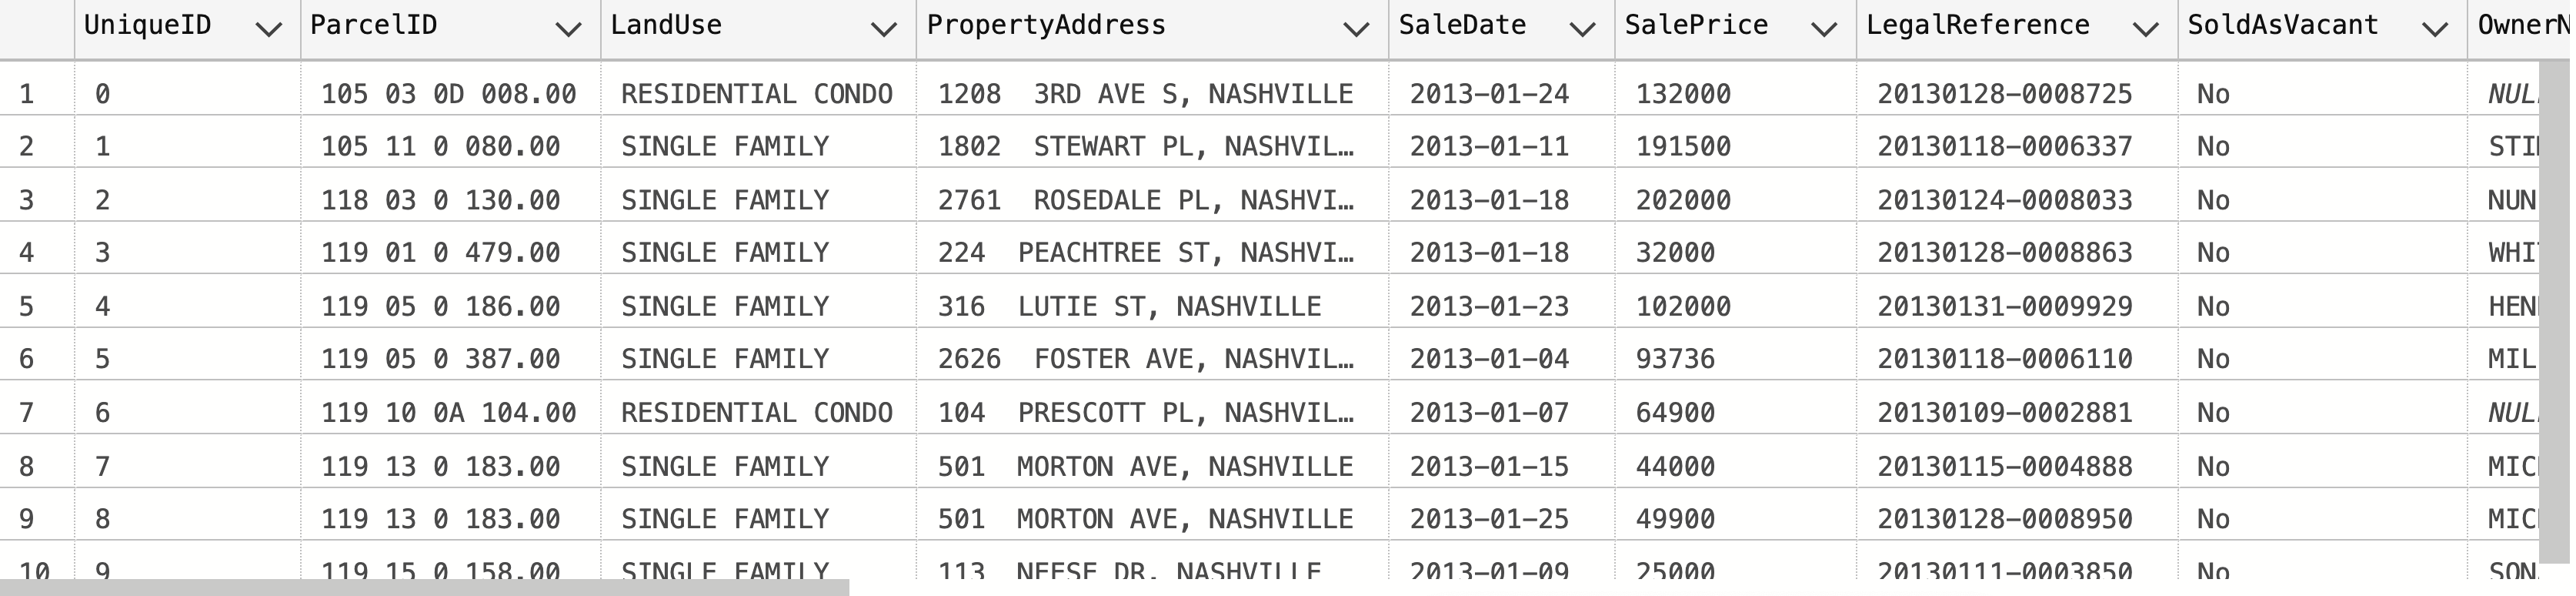 UniqueID ParcelID LandUse PropertyAddress SaleDate SalePrice LegalReference SoldAsVacant OwnerN
1 0 105 03 0D 008.00 RESIDENTIAL CONDO 1208  3RD AVE S, NASHVILLE 2013-01-24 132000 20130128-0008725 No NUL
2 1 105 11 0 080.00 SINGLE FAMILY 1802  STEWART PL, NASHVIL… 2013-01-11 191500 20130118-0006337 No STI
3 2 118 03 0 130.00 SINGLE FAMILY 2761  ROSEDALE PL, NASHVI… 2013-01-18 202000 20130124-0008033 No NUN
4 3 119 01 0 479.00 SINGLE FAMILY 224  PEACHTREE ST, NASHVI… 2013-01-18 32000 20130128-0008863 No WHI
5 4 119 05 0 186.00 SINGLE FAMILY 316  LUTIE ST, NASHVILLE 2013-01-23 102000 20130131-0009929 No HEN
6 5 119 05 0 387.00 SINGLE FAMILY 2626  FOSTER AVE, NASHVIL… 2013-01-04 93736 20130118-0006110 No MIL
7 6 119 10 0A 104.00 RESIDENTIAL CONDO 104  PRESCOTT PL, NASHVIL… 2013-01-07 64900 20130109-0002881 No NUL
8 7 119 13 0 183.00 SINGLE FAMILY 501  MORTON AVE, NASHVILLE 2013-01-15 44000 20130115-0004888 No MIC
9 8 119 13 0 183.00 SINGLE FAMILY 501  MORTON AVE, NASHVILLE 2013-01-25 49900 20130128-0008950 No MIC
10 9 119 15 0 158.00 SINGLE FAMILY 113  NEESE DR, NASHVILLE 2013-01-09 25000 20130111-0003850 No SON